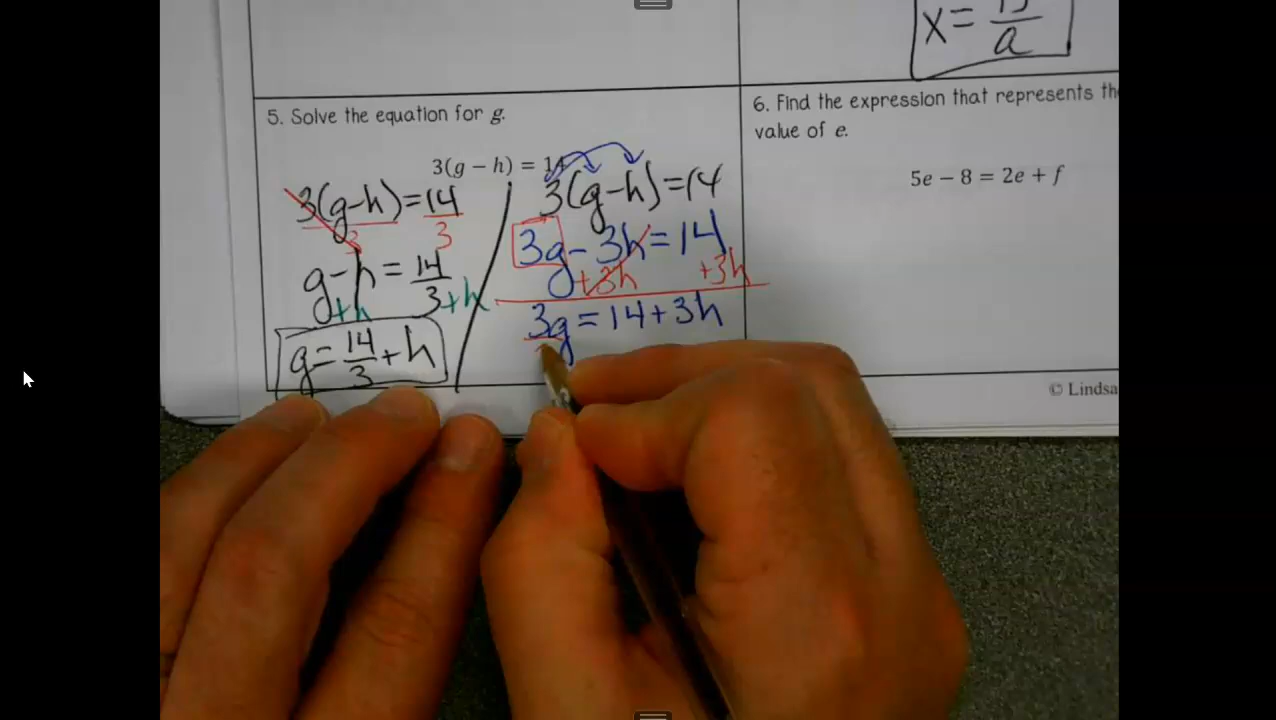 x =
a
5. Solve the equation for g.
3(g − h) = 14
3(g-h)=14
3
g-h = 14/3
+h +h
g = 14/3 + h
3(g-h)=14
3g - 3h = 14
+3h +3h
3g = 14 + 3h
6. Find the expression that represents th
value of e.
5e − 8 = 2e + f
© Lindsa